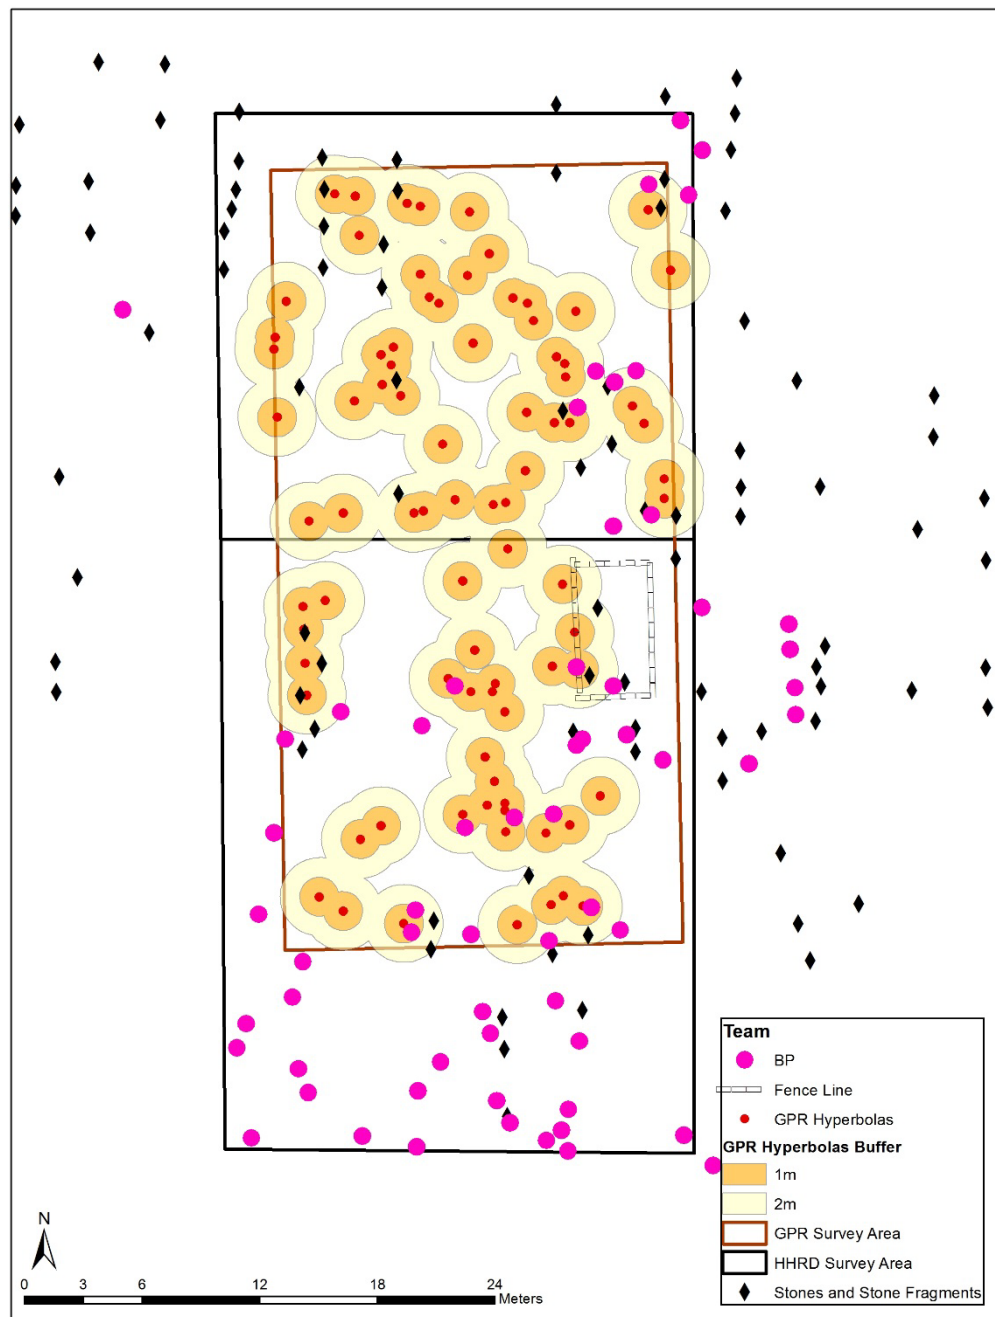 Team
BP
Fence Line
GPR Hyperbolas
GPR Hyperbolas Buffer
1m
2m
GPR Survey Area
HHRD Survey Area
Stones and Stone Fragments
N
0 3 6 12 18 24
Meters